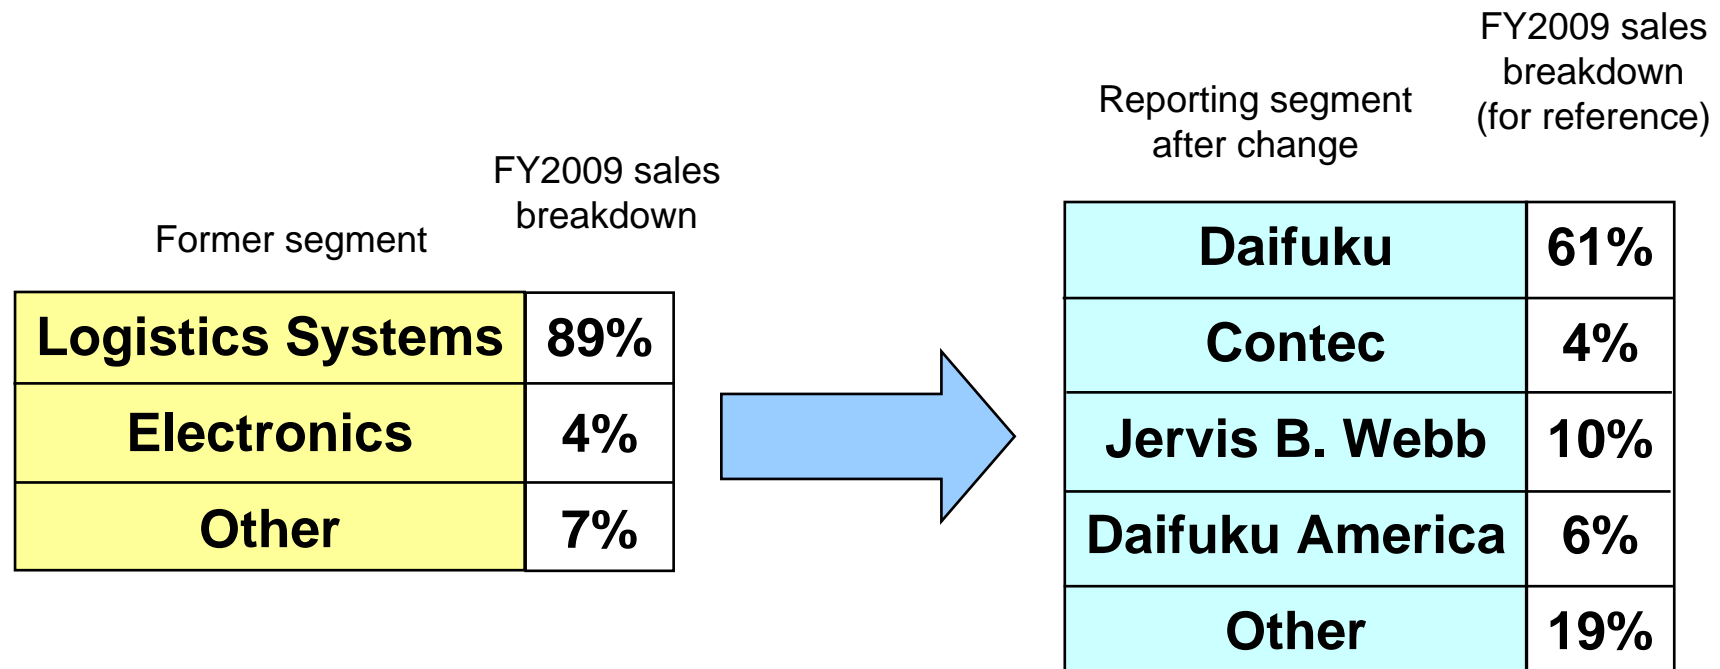 Former segment
FY2009 sales
breakdown
Logistics Systems 89%
Electronics 4%
Other 7%
Reporting segment
after change
FY2009 sales
breakdown
(for reference)
Daifuku 61%
Contec 4%
Jervis B. Webb 10%
Daifuku America 6%
Other 19%